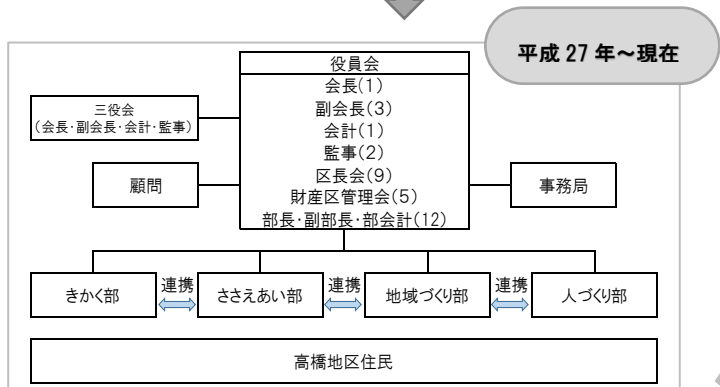 平成 27 年～現在
役員会
会長(1)
副会長(3)
会計(1)
監事(2)
区長会(9)
財産区管理会(5)
部長・副部長・部会計(12)
三役会
（会長・副会長・会計・監事）
顧問
事務局
きかく部
連携
ささえあい部
連携
地域づくり部
連携
人づくり部
高橋地区住民